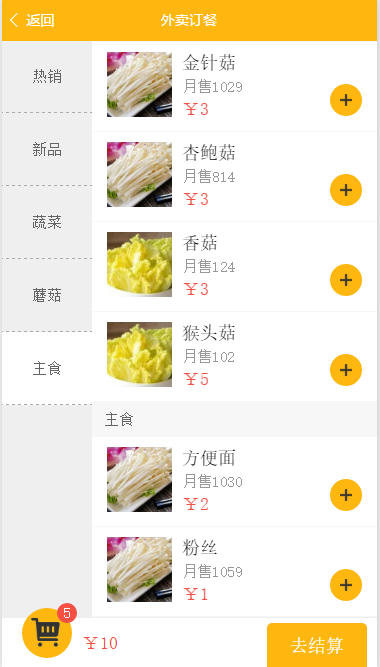 返回
外卖订餐
热销
新品
蔬菜
蘑菇
主食
金针菇
月售1029
￥3
杏鲍菇
月售814
￥3
香菇
月售124
￥3
猴头菇
月售102
￥5
主食
方便面
月售1030
￥2
粉丝
月售1059
￥1
5
￥10
去结算